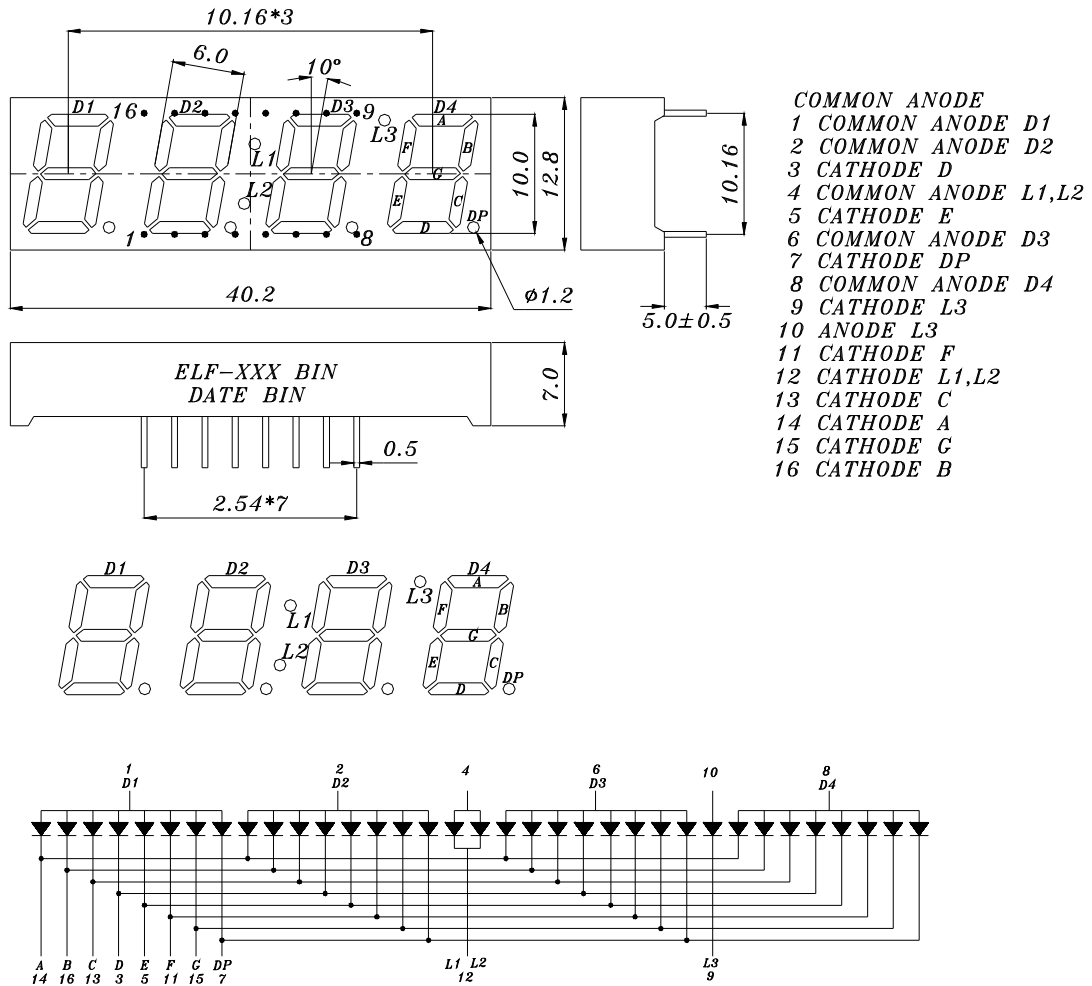 10.16*3
6.0
10°
D1 16 D2 D3 9 D4
L3
A
F B
L1
G
L2
E C
DP
D
1 8
10.0
12.8
10.16
40.2
ø1.2
5.0±0.5
COMMON ANODE
1 COMMON ANODE D1
2 COMMON ANODE D2
3 CATHODE D
4 COMMON ANODE L1,L2
5 CATHODE E
6 COMMON ANODE D3
7 CATHODE DP
8 COMMON ANODE D4
9 CATHODE L3
10 ANODE L3
11 CATHODE F
12 CATHODE L1,L2
13 CATHODE C
14 CATHODE A
15 CATHODE G
16 CATHODE B
ELF-XXX BIN
DATE BIN
7.0
0.5
2.54*7
D1 D2 D3 D4
A
L3
F B
L1
G
L2
E C
DP
D
1 2 4 6 10 8
D1 D2 D3 D4
A B C D E F G DP L1 L2 L3
14 16 13 3 5 11 15 7 12 9